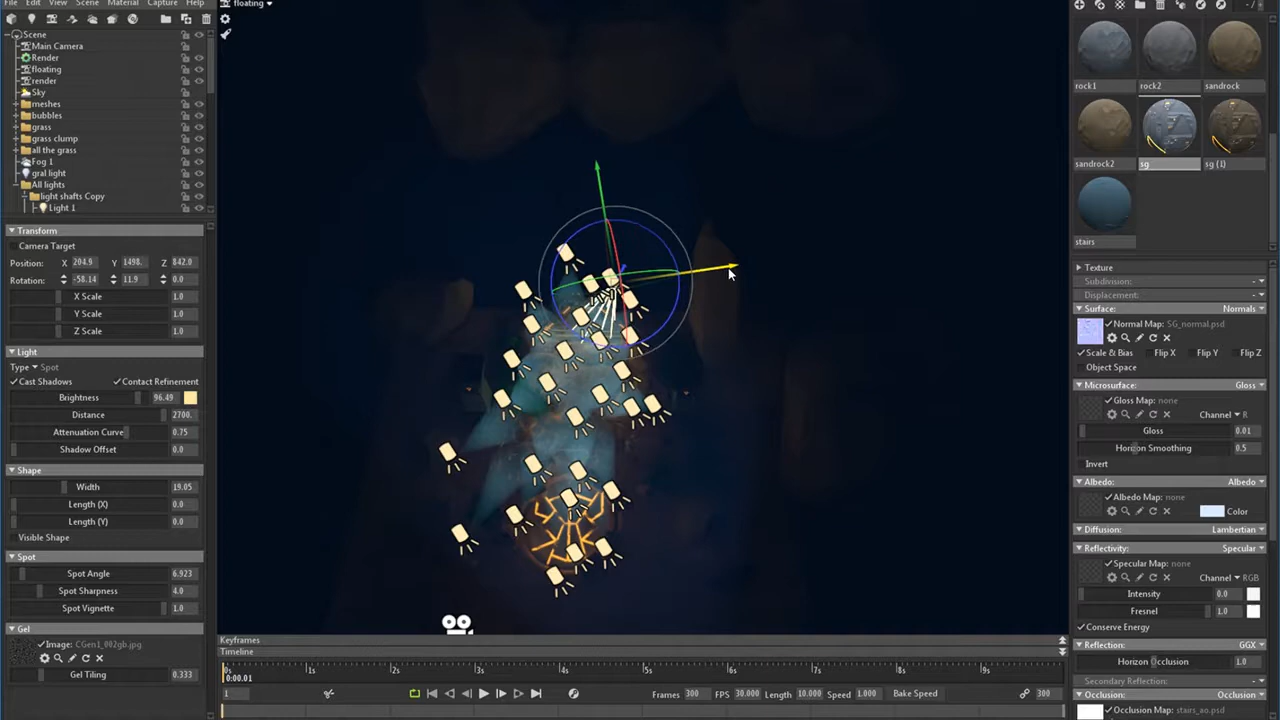 File Edit View Scene Material Capture Help
floating
Scene
Main Camera
Render
floating
render
Sky
meshes
bubbles
grass
grass clump
all the grass
Fog 1
gral light
All lights
light shafts Copy
Light 1
Transform
Camera Target
Position: X 204.9 Y 1498. Z 842.0
Rotation: -58.14 11.9 0.0
X Scale 1.0
Y Scale 1.0
Z Scale 1.0
Light
Type Spot
Cast Shadows Contact Refinement
Brightness 96.49
Distance 2700.
Attenuation Curve 0.75
Shadow Offset 0.0
Shape
Width 19.05
Length (X) 0.0
Length (Y) 0.0
Visible Shape
Spot
Spot Angle 6.923
Spot Sharpness 4.0
Spot Vignette 1.0
Gel
Image: CGen1_002gb.jpg
Gel Tiling 0.333
Keyframes
Timeline
0s 1s 2s 3s 4s 5s 6s 7s 8s 9s
0:00.01
1 Frames 300 FPS 30.000 Length 10.000 Speed 1.000 Bake Speed 300
rock1 rock2 sandrock
sandrock2 sg sg (1)
stairs
Texture
Subdivision:
Displacement:
Surface: Normals
Normal Map: SG_normal.psd
Scale & Bias Flip X Flip Y Flip Z
Object Space
Microsurface: Gloss
Gloss Map: none
Channel R
Gloss 0.01
Horizon Smoothing 0.5
Invert
Albedo: Albedo
Albedo Map: none
Color
Diffusion: Lambertian
Reflectivity: Specular
Specular Map: none
Channel RGB
Intensity 0.0
Fresnel 1.0
Conserve Energy
Reflection: GGX
Horizon Occlusion 1.0
Secondary Reflection:
Occlusion: Occlusion
Occlusion Map: stairs_ao.psd